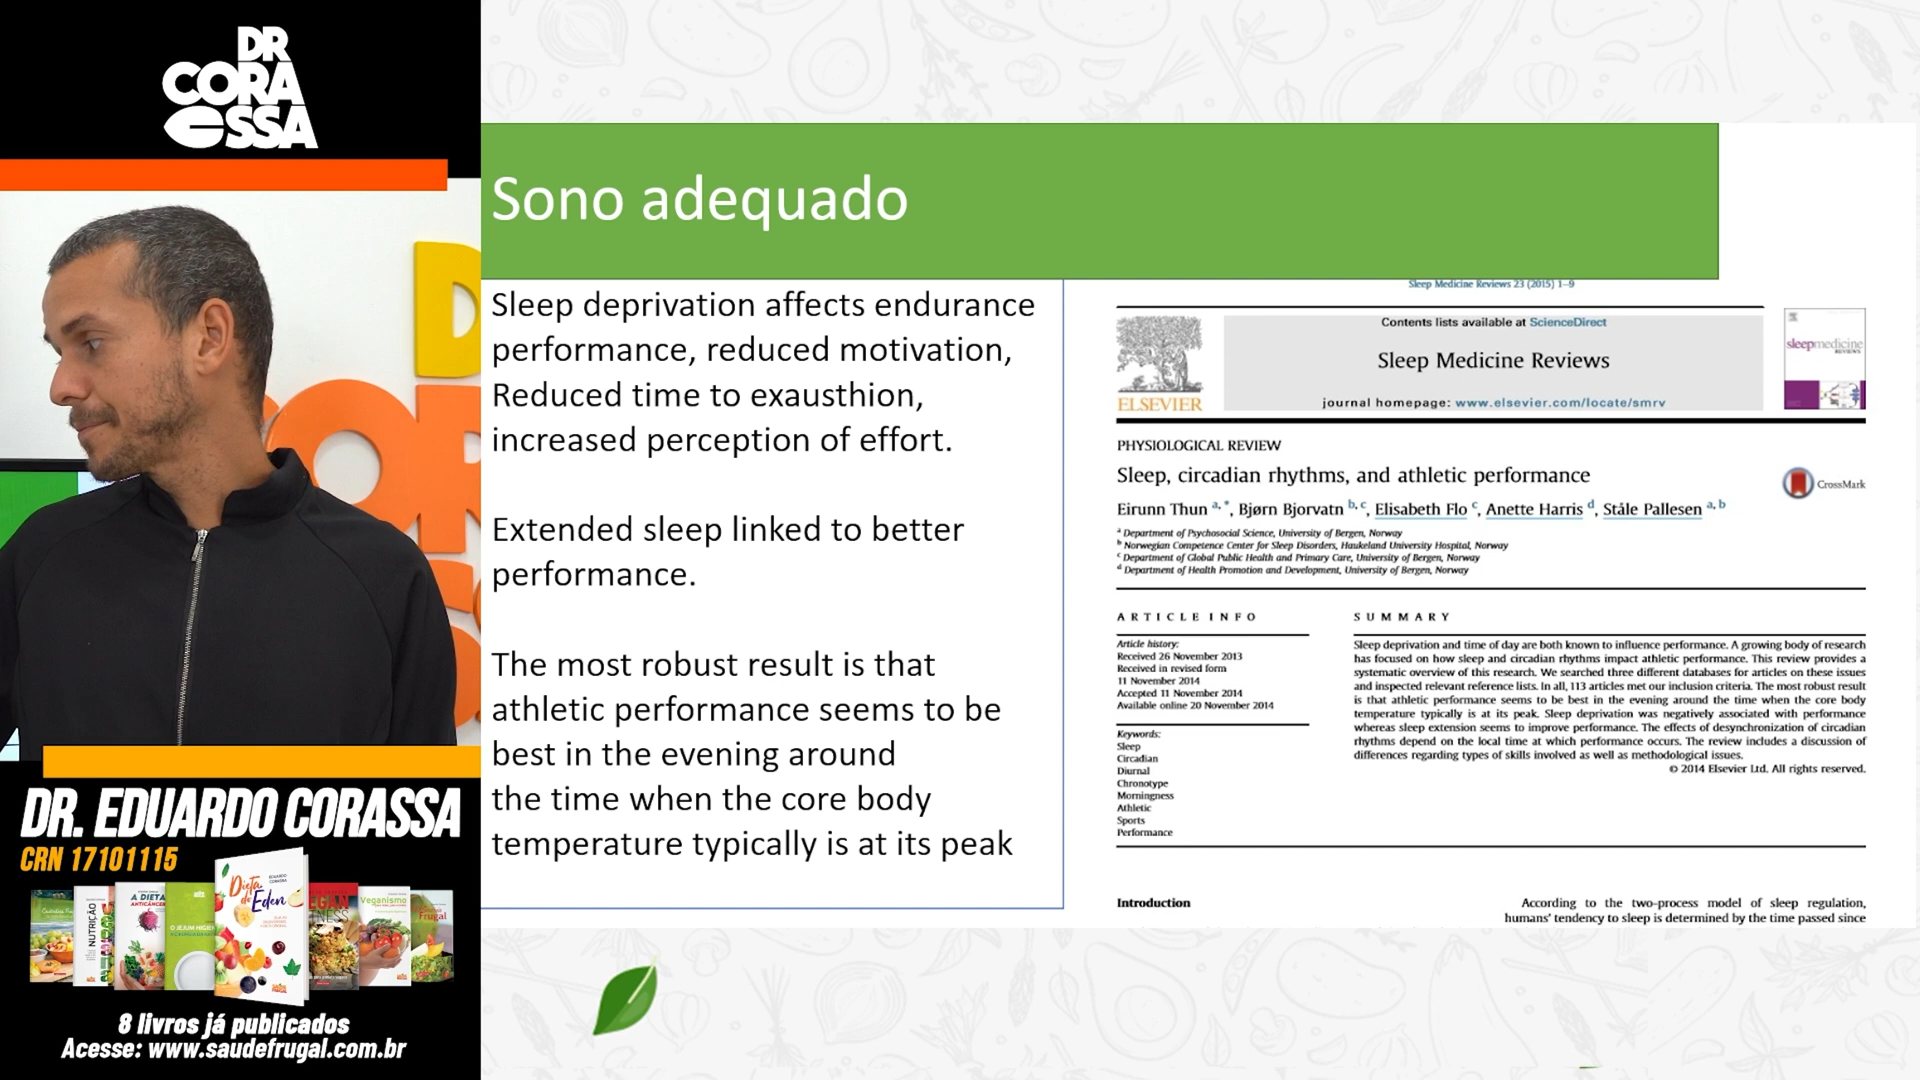 DR
CORA
SSA
DR. EDUARDO CORASSA
CRN 17101115
NUTRIÇÃO
A DIETA
ANTICÂNCER
O JEJUM
Dieta
do Eden
EDUARDO
CORASSA
Veganismo
Frugal
8 livros já publicados
Acesse: www.saudefrugal.com.br
Sono adequado
Sleep deprivation affects endurance
performance, reduced motivation,
Reduced time to exausthion,
increased perception of effort.
Extended sleep linked to better
performance.
The most robust result is that
athletic performance seems to be
best in the evening around
the time when the core body
temperature typically is at its peak
Sleep Medicine Reviews 23 (2015) 1–9
Contents lists available at ScienceDirect
Sleep Medicine Reviews
journal homepage: www.elsevier.com/locate/smrv
ELSEVIER
sleepmedicine
REVIEWS
PHYSIOLOGICAL REVIEW
Sleep, circadian rhythms, and athletic performance
CrossMark
Eirunn Thun a, *, Bjørn Bjorvatn b, c, Elisabeth Flo c, Anette Harris d, Ståle Pallesen a, b
a Department of Psychosocial Science, University of Bergen, Norway
b Norwegian Competence Center for Sleep Disorders, Haukeland University Hospital, Norway
c Department of Global Public Health and Primary Care, University of Bergen, Norway
d Department of Health Promotion and Development, University of Bergen, Norway
ARTICLE INFO
Article history:
Received 26 November 2013
Received in revised form
11 November 2014
Accepted 11 November 2014
Available online 20 November 2014
Keywords:
Sleep
Circadian
Diurnal
Chronotype
Morningness
Athletic
Sports
Performance
SUMMARY
Sleep deprivation and time of day are both known to influence performance. A growing body of research
has focused on how sleep and circadian rhythms impact athletic performance. This review provides a
systematic overview of this research. We searched three different databases for articles on these issues
and inspected relevant reference lists. In all, 113 articles met our inclusion criteria. The most robust result
is that athletic performance seems to be best in the evening around the time when the core body
temperature typically is at its peak. Sleep deprivation was negatively associated with performance
whereas sleep extension seems to improve performance. The effects of desynchronization of circadian
rhythms depend on the local time at which performance occurs. The review includes a discussion of
differences regarding types of skills involved as well as methodological issues.
© 2014 Elsevier Ltd. All rights reserved.
Introduction
According to the two-process model of sleep regulation,
humans' tendency to sleep is determined by the time passed since